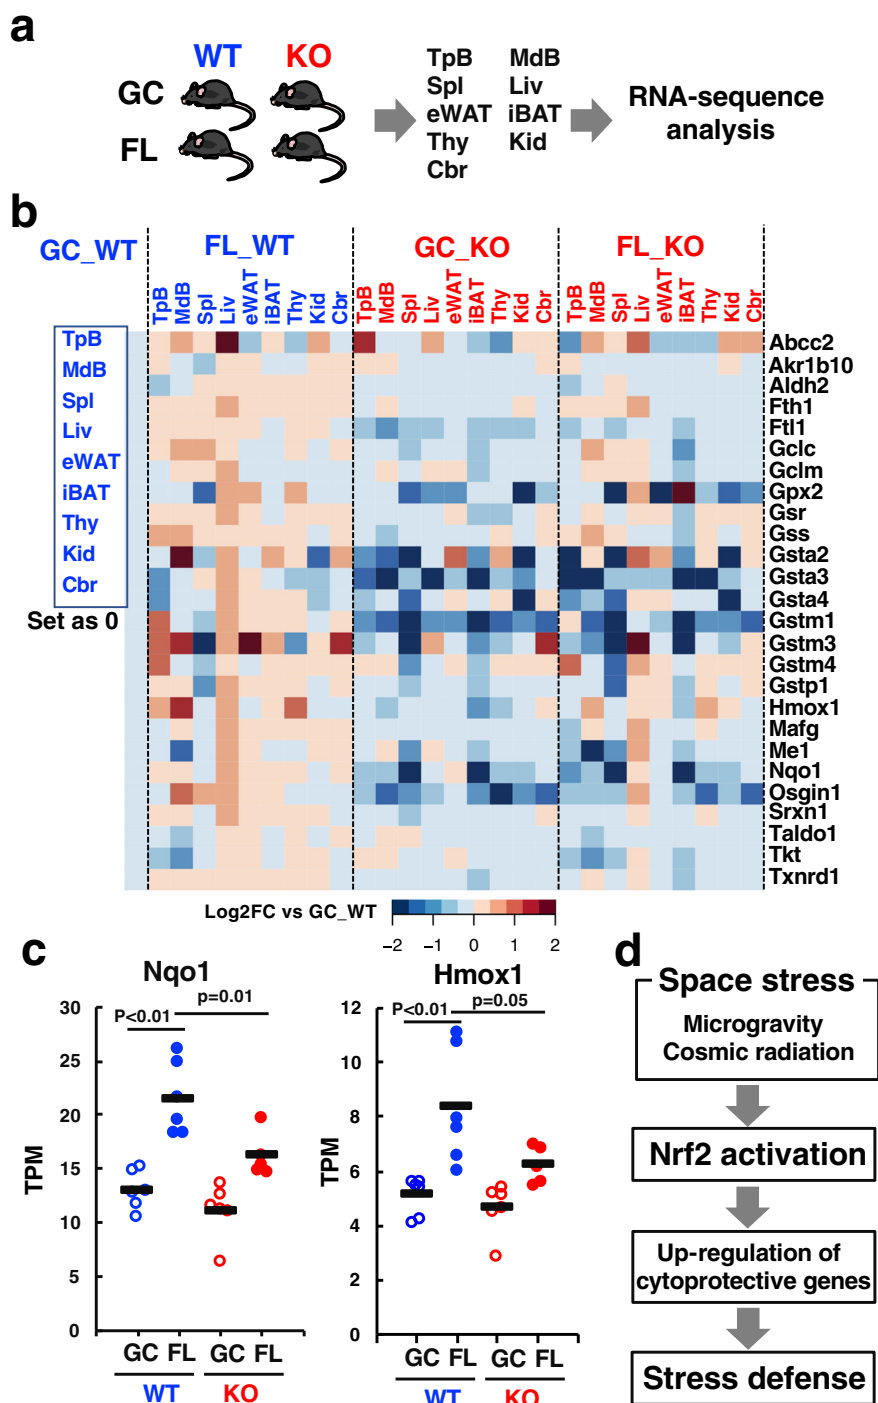 a
WT KO
GC
FL
TpB MdB
Spl Liv
eWAT iBAT
Thy Kid
Cbr
RNA-sequence
analysis
b
GC_WT FL_WT GC_KO FL_KO
TpB MdB Spl Liv eWAT iBAT Thy Kid Cbr TpB MdB Spl Liv eWAT iBAT Thy Kid Cbr TpB MdB Spl Liv eWAT iBAT Thy Kid Cbr
TpB
MdB
Spl
Liv
eWAT
iBAT
Thy
Kid
Cbr
Set as 0
Abcc2
Akr1b10
Aldh2
Fth1
Ftl1
Gclc
Gclm
Gpx2
Gsr
Gss
Gsta2
Gsta3
Gsta4
Gstm1
Gstm3
Gstm4
Gstp1
Hmox1
Mafg
Me1
Nqo1
Osgin1
Srxn1
Taldo1
Tkt
Txnrd1
Log2FC vs GC_WT
−2 −1 0 1 2
c
Nqo1
P<0.01
p=0.01
30
25
20
15
10
5
0
TPM
GC FL GC FL
WT KO
Hmox1
P<0.01
p=0.05
12
10
8
6
4
2
0
TPM
GC FL GC FL
WT KO
d
Space stress
Microgravity
Cosmic radiation
Nrf2 activation
Up-regulation of
cytoprotective genes
Stress defense